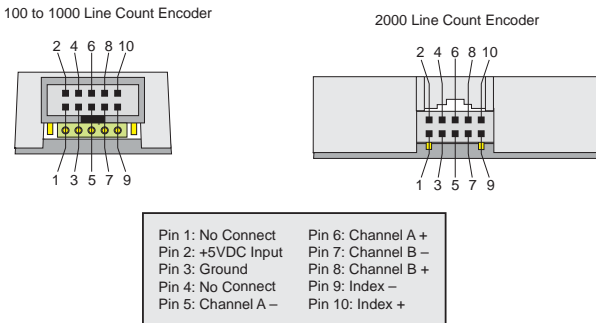 100 to 1000 Line Count Encoder
2000 Line Count Encoder
2 4 6 8 10
1 3 5 7 9
2 4 6 8 10
1 3 5 7 9
Pin 1: No Connect
Pin 2: +5VDC Input
Pin 3: Ground
Pin 4: No Connect
Pin 5: Channel A –
Pin 6: Channel A +
Pin 7: Channel B –
Pin 8: Channel B +
Pin 9: Index –
Pin 10: Index +